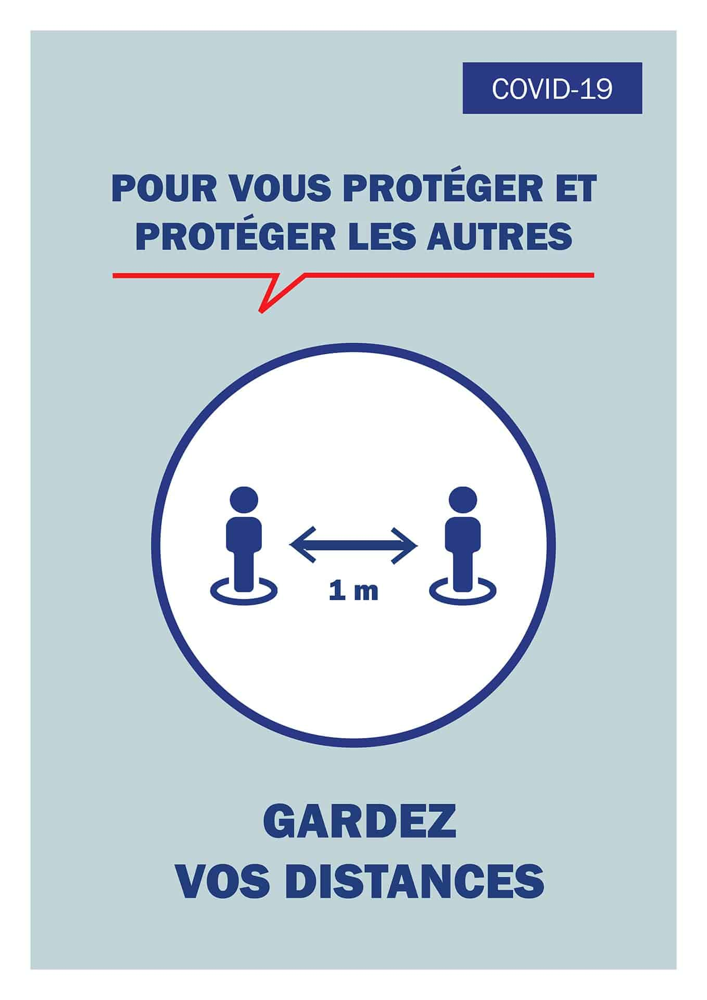 COVID-19
POUR VOUS PROTÉGER ET
PROTÉGER LES AUTRES
1 m
GARDEZ
VOS DISTANCES